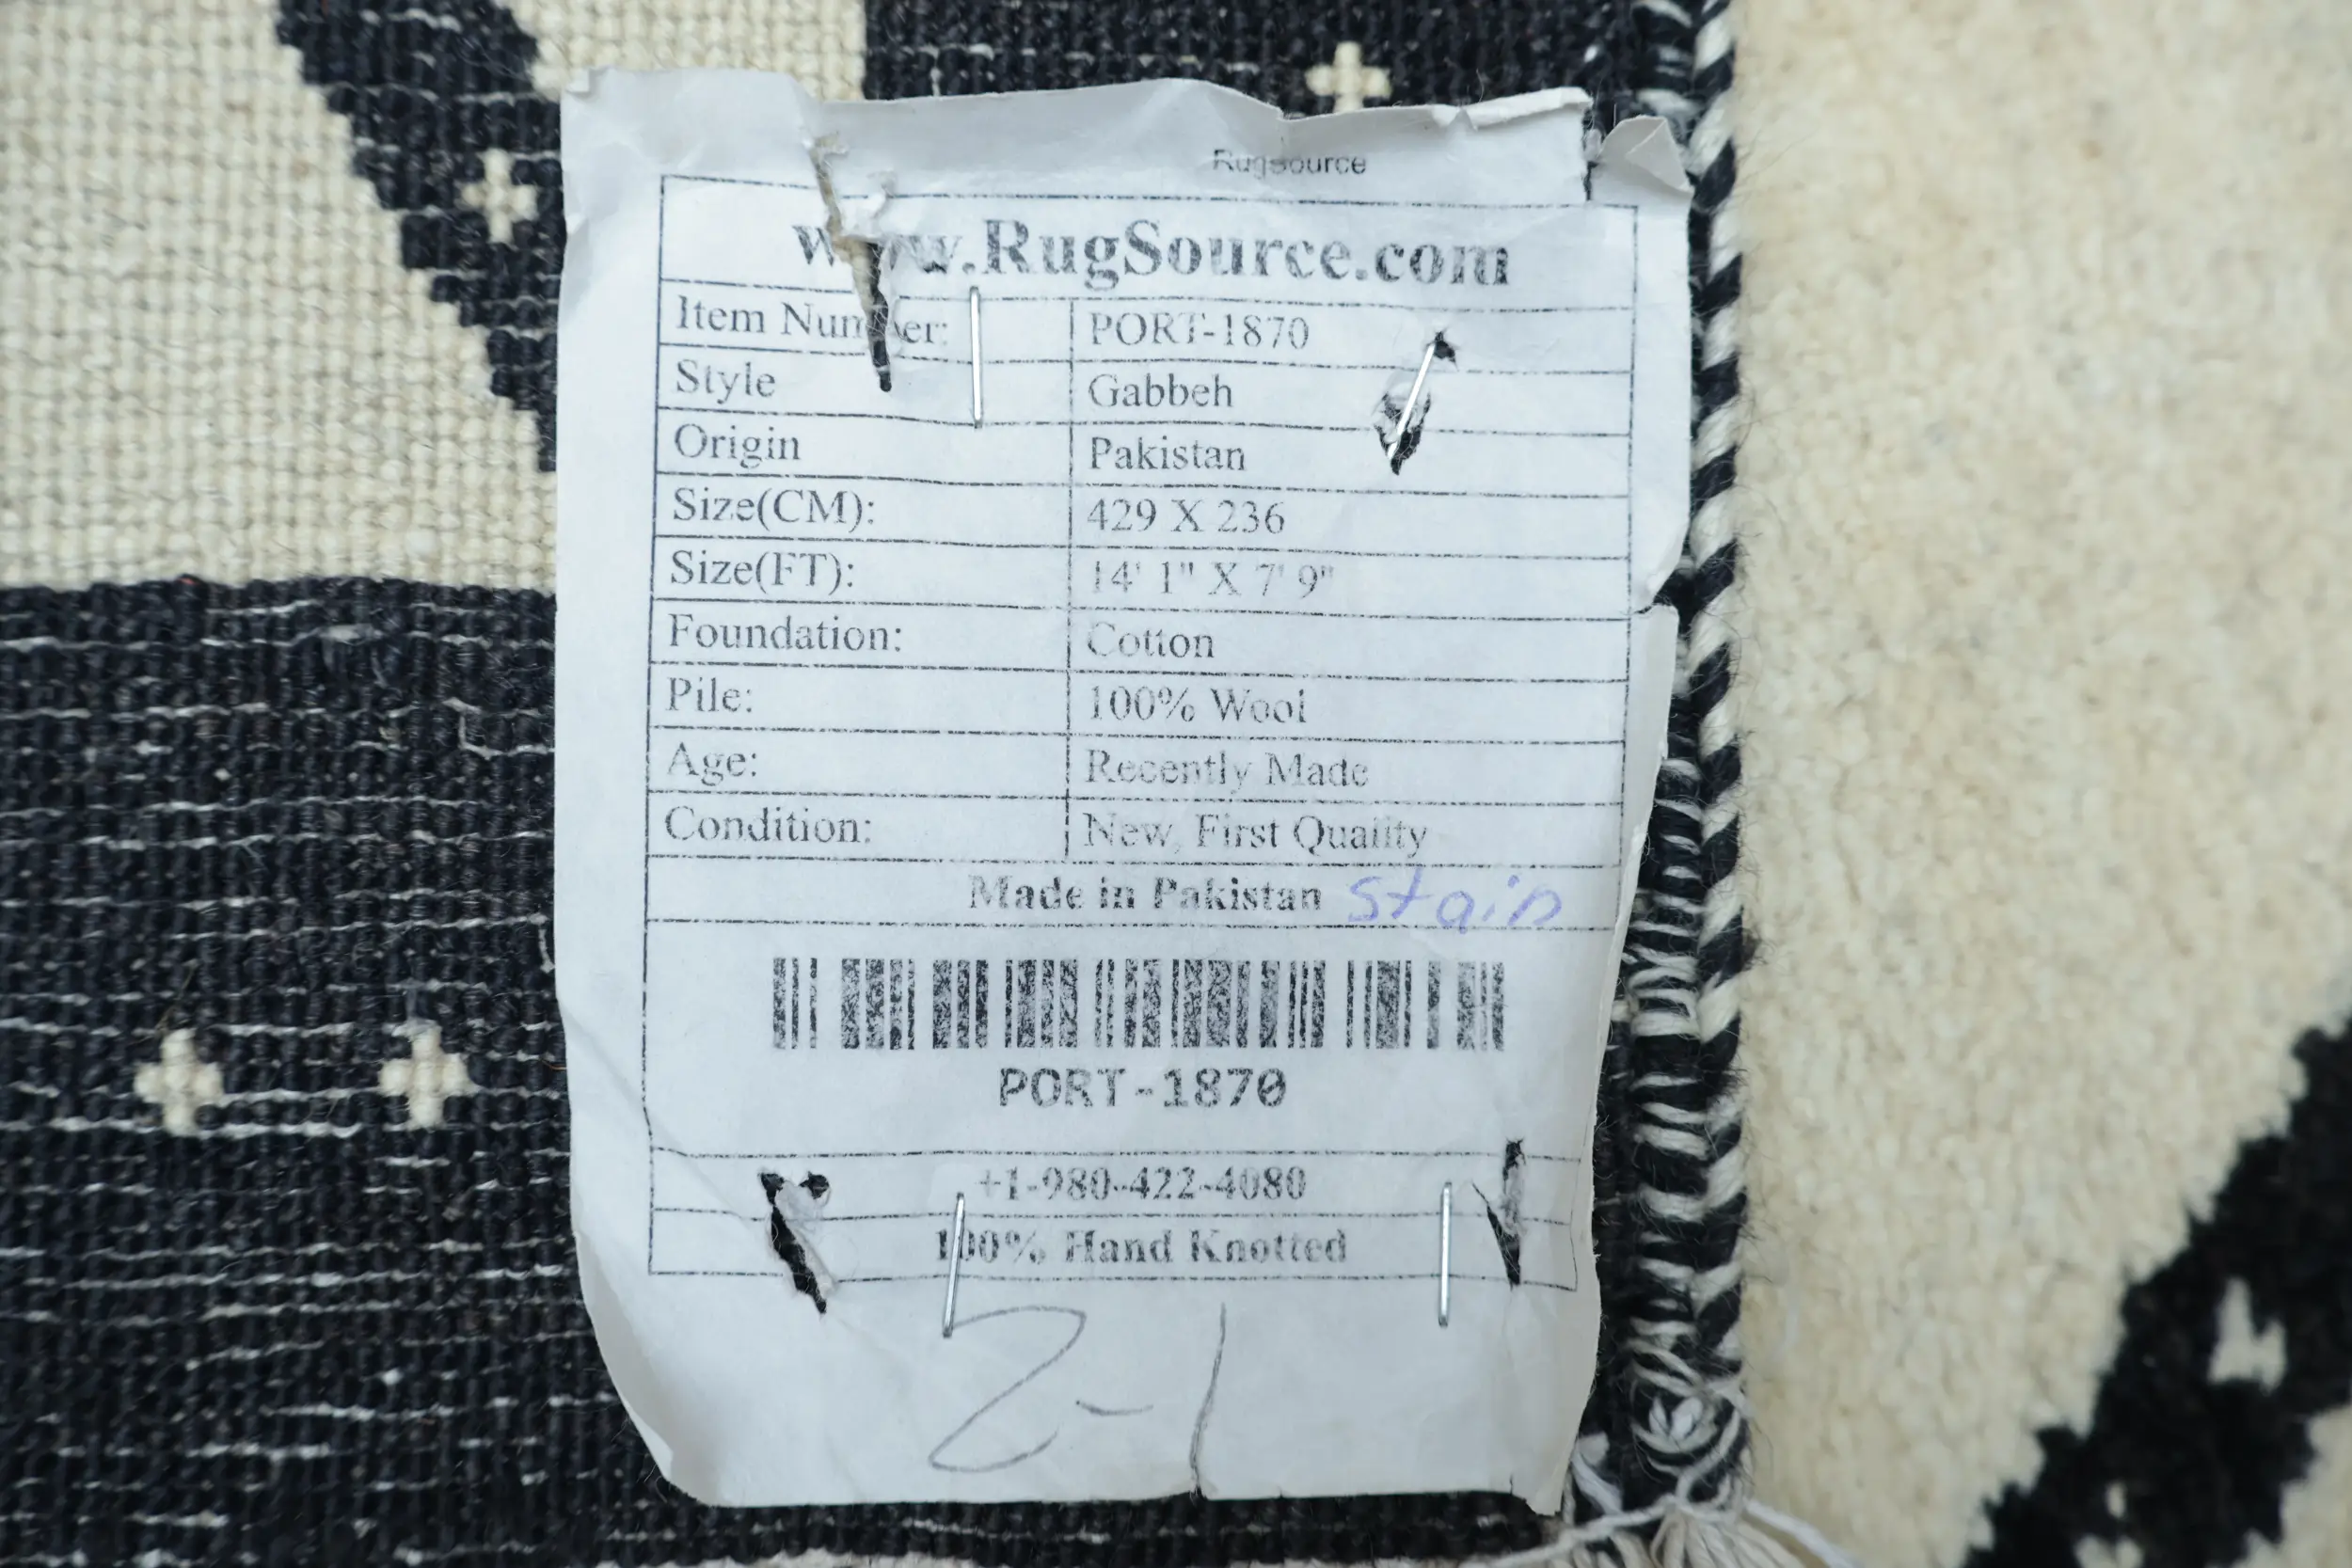 RugSource
www.RugSource.com
Item Number: PORT-1870
Style Gabbeh
Origin Pakistan
Size(CM): 429 X 236
Size(FT): 14' 1" X 7' 9"
Foundation: Cotton
Pile: 100% Wool
Age: Recently Made
Condition: New, First Quality
Made in Pakistan stain
PORT-1870
+1-980-422-4080
100% Hand Knotted
2-1